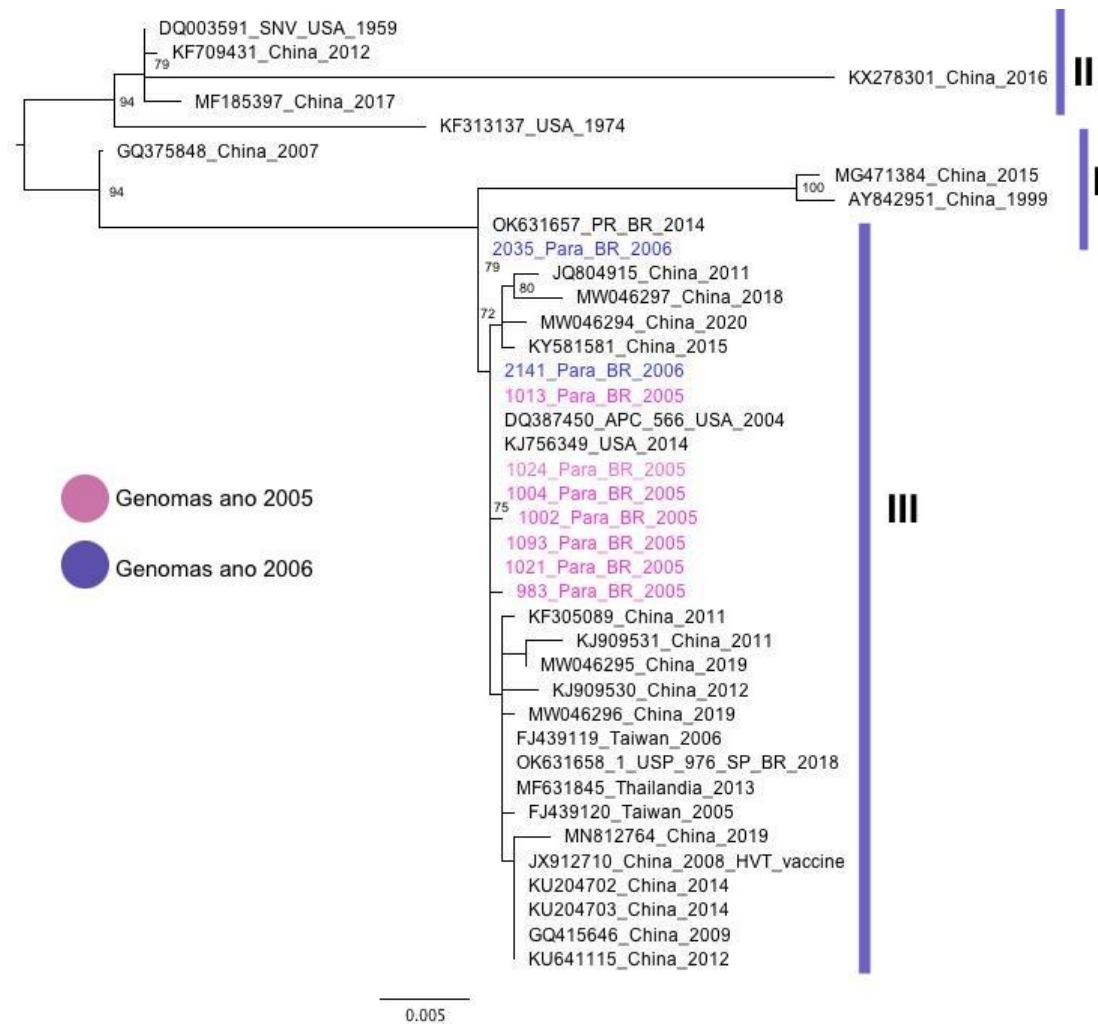 DQ003591_SNV_USA_1959
KF709431_China_2012
79
KX278301_China_2016
II
94
MF185397_China_2017
KF313137_USA_1974
GQ375848_China_2007
94
MG471384_China_2015
I
100
AY842951_China_1999
OK631657_PR_BR_2014
2035_Para_BR_2006
79
JQ804915_China_2011
80
MW046297_China_2018
72
MW046294_China_2020
KY581581_China_2015
2141_Para_BR_2006
1013_Para_BR_2005
DQ387450_APC_566_USA_2004
KJ756349_USA_2014
1024_Para_BR_2005
1004_Para_BR_2005
75
1002_Para_BR_2005
1093_Para_BR_2005
1021_Para_BR_2005
983_Para_BR_2005
Genomas ano 2005
Genomas ano 2006
III
KF305089_China_2011
KJ909531_China_2011
MW046295_China_2019
KJ909530_China_2012
MW046296_China_2019
FJ439119_Taiwan_2006
OK631658_1_USP_976_SP_BR_2018
MF631845_Thailandia_2013
FJ439120_Taiwan_2005
MN812764_China_2019
JX912710_China_2008_HVT_vaccine
KU204702_China_2014
KU204703_China_2014
GQ415646_China_2009
KU641115_China_2012
0.005